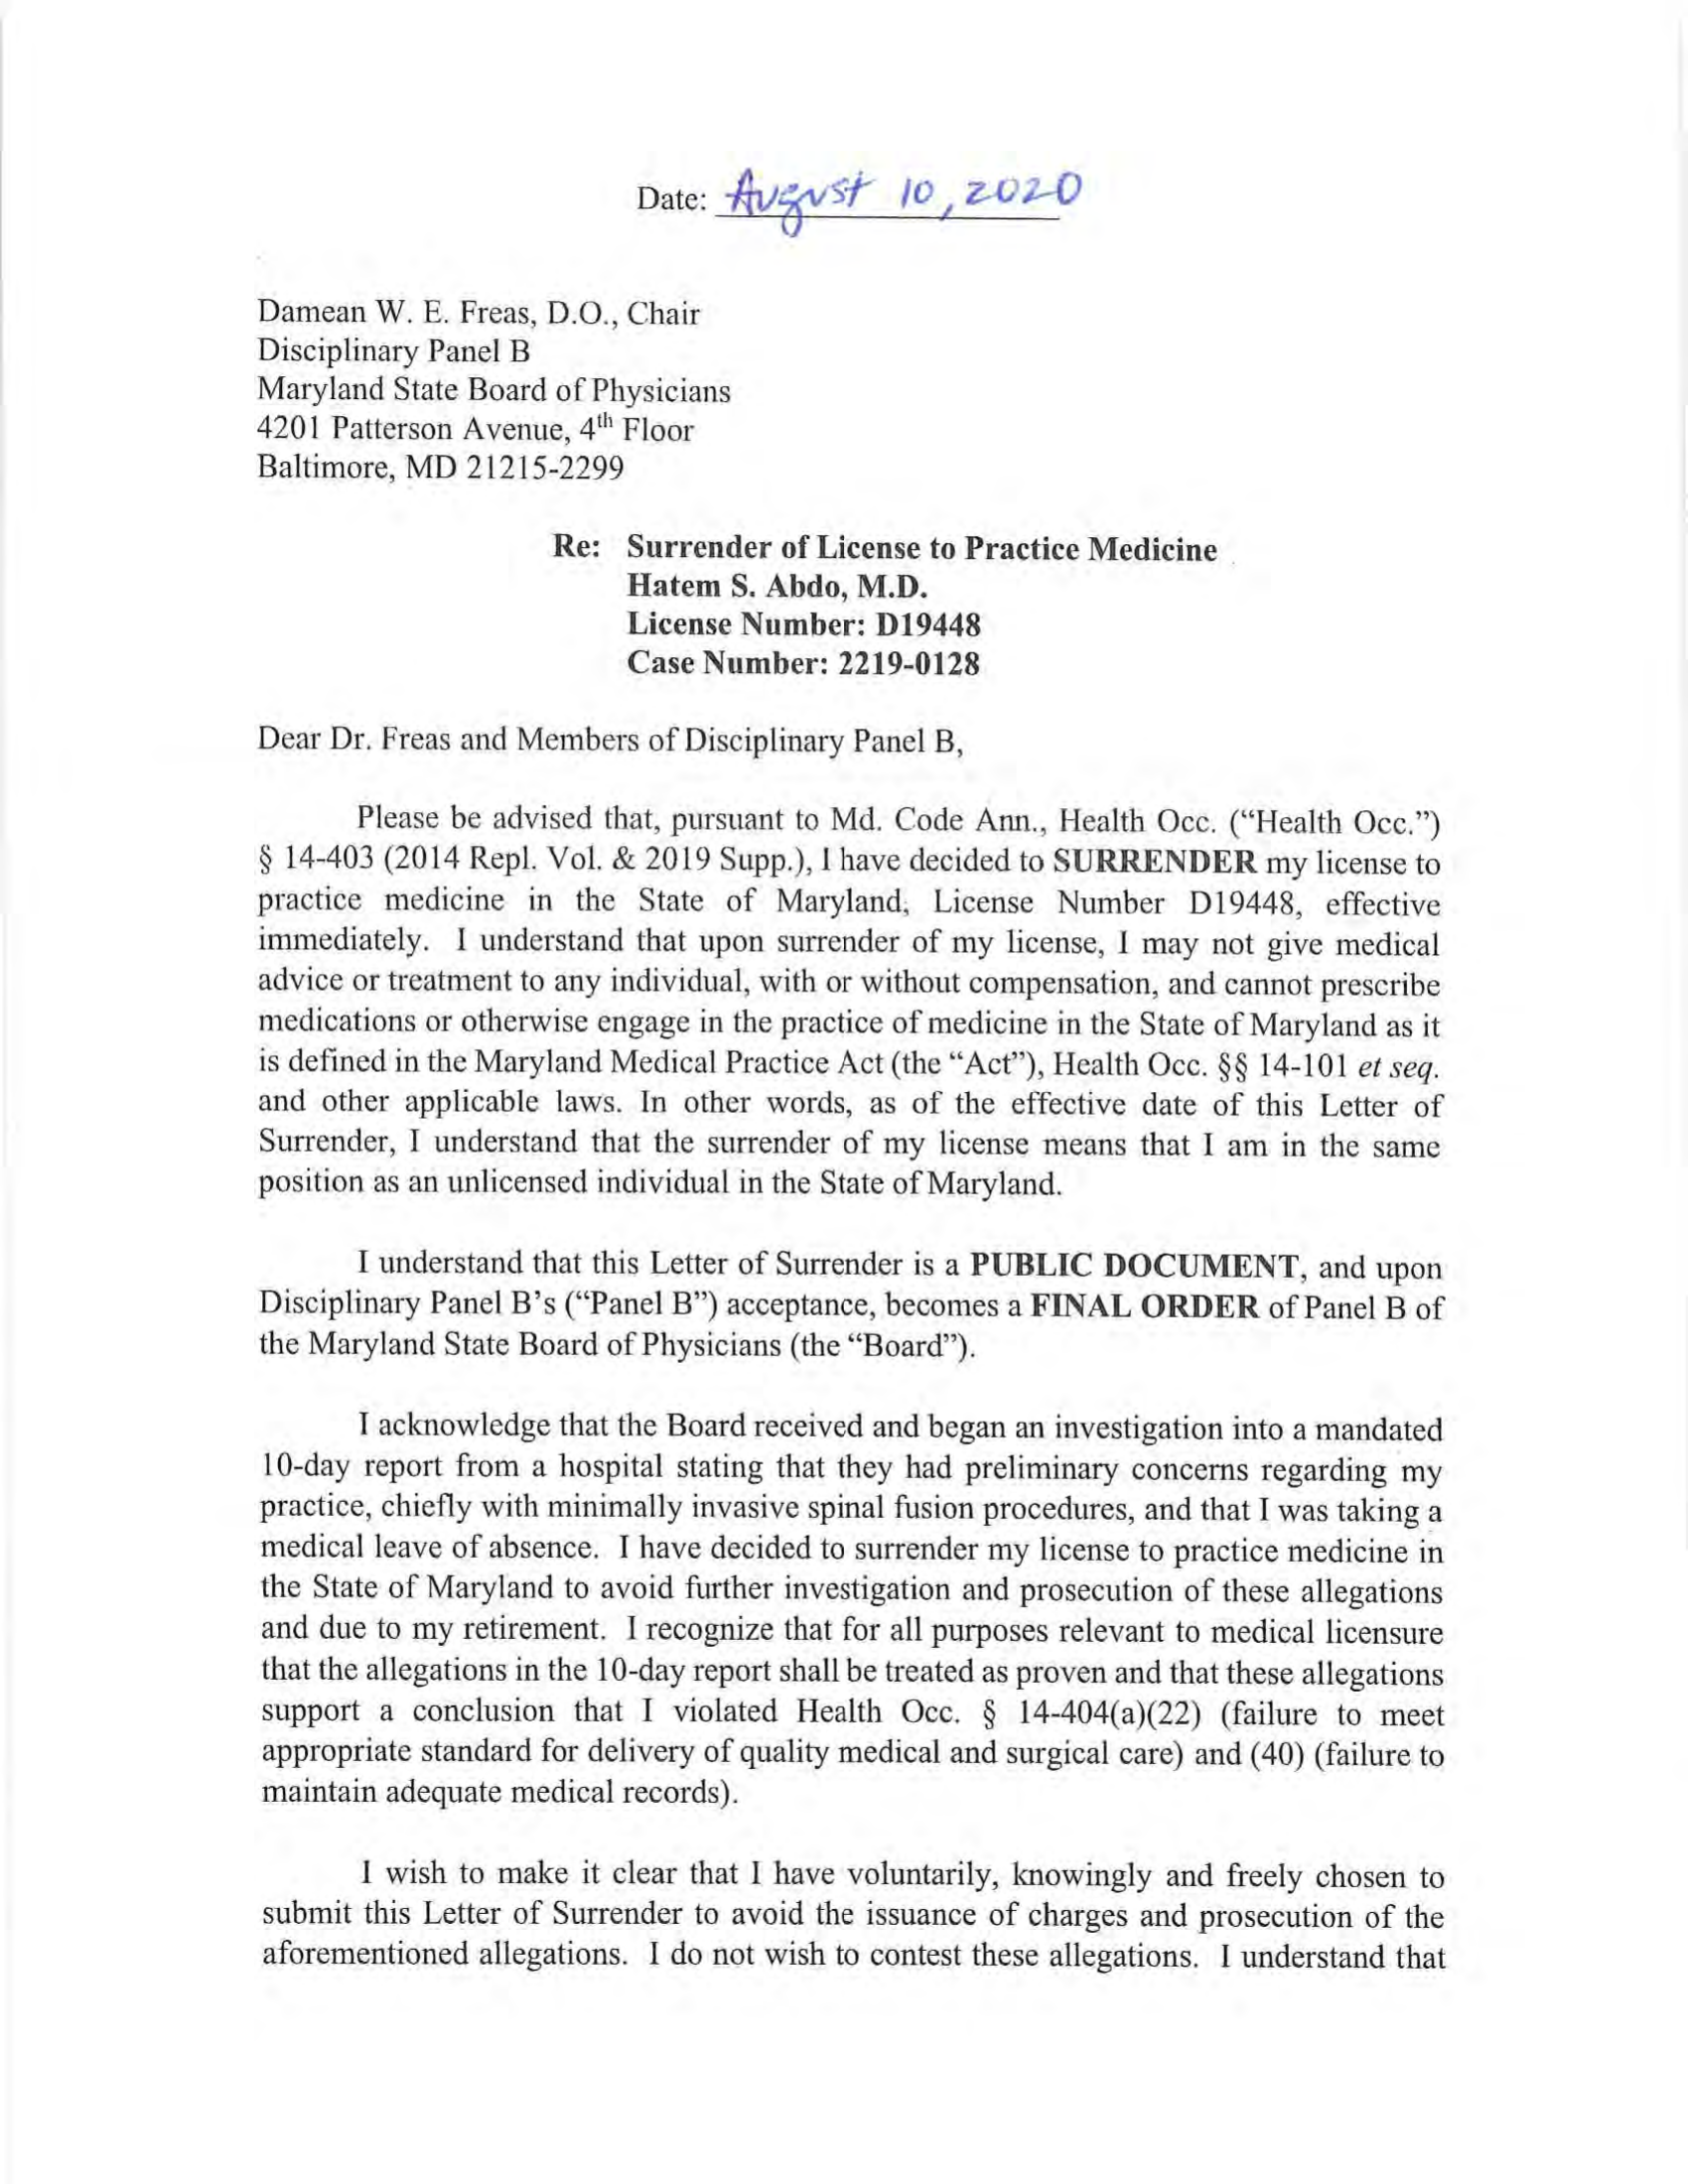 Date: August 10, 2020
Damean W. E. Freas, D.O., Chair
Disciplinary Panel B
Maryland State Board of Physicians
4201 Patterson Avenue, 4th Floor
Baltimore, MD 21215-2299
Re: Surrender of License to Practice Medicine
Hatem S. Abdo, M.D.
License Number: D19448
Case Number: 2219-0128
Dear Dr. Freas and Members of Disciplinary Panel B,
Please be advised that, pursuant to Md. Code Ann., Health Occ. (“Health Occ.”)
§ 14-403 (2014 Repl. Vol. & 2019 Supp.), I have decided to SURRENDER my license to
practice medicine in the State of Maryland, License Number D19448, effective
immediately. I understand that upon surrender of my license, I may not give medical
advice or treatment to any individual, with or without compensation, and cannot prescribe
medications or otherwise engage in the practice of medicine in the State of Maryland as it
is defined in the Maryland Medical Practice Act (the “Act”), Health Occ. §§ 14-101 et seq.
and other applicable laws. In other words, as of the effective date of this Letter of
Surrender, I understand that the surrender of my license means that I am in the same
position as an unlicensed individual in the State of Maryland.
I understand that this Letter of Surrender is a PUBLIC DOCUMENT, and upon
Disciplinary Panel B’s (“Panel B”) acceptance, becomes a FINAL ORDER of Panel B of
the Maryland State Board of Physicians (the “Board”).
I acknowledge that the Board received and began an investigation into a mandated
10-day report from a hospital stating that they had preliminary concerns regarding my
practice, chiefly with minimally invasive spinal fusion procedures, and that I was taking a
medical leave of absence. I have decided to surrender my license to practice medicine in
the State of Maryland to avoid further investigation and prosecution of these allegations
and due to my retirement. I recognize that for all purposes relevant to medical licensure
that the allegations in the 10-day report shall be treated as proven and that these allegations
support a conclusion that I violated Health Occ. § 14-404(a)(22) (failure to meet
appropriate standard for delivery of quality medical and surgical care) and (40) (failure to
maintain adequate medical records).
I wish to make it clear that I have voluntarily, knowingly and freely chosen to
submit this Letter of Surrender to avoid the issuance of charges and prosecution of the
aforementioned allegations. I do not wish to contest these allegations. I understand that